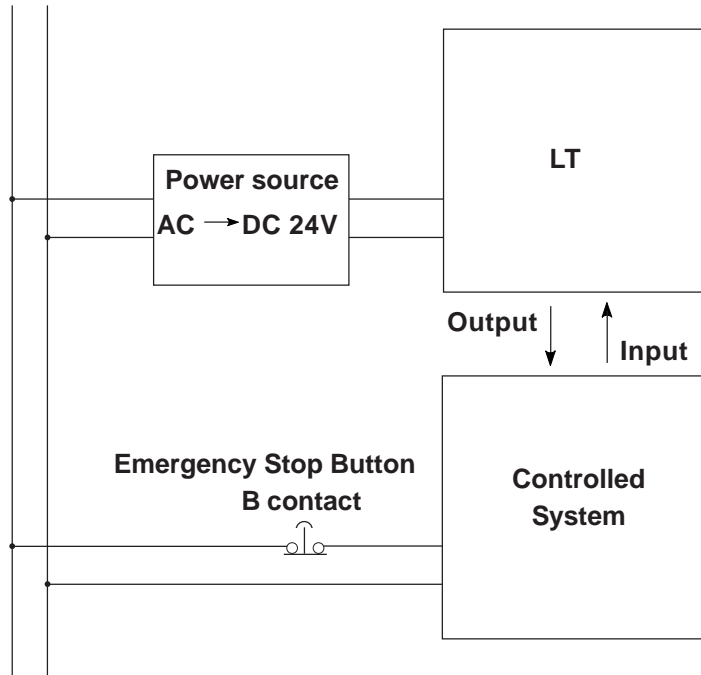 LT
Power source
AC DC 24V
Output
Input
Emergency Stop Button
B contact
Controlled
System